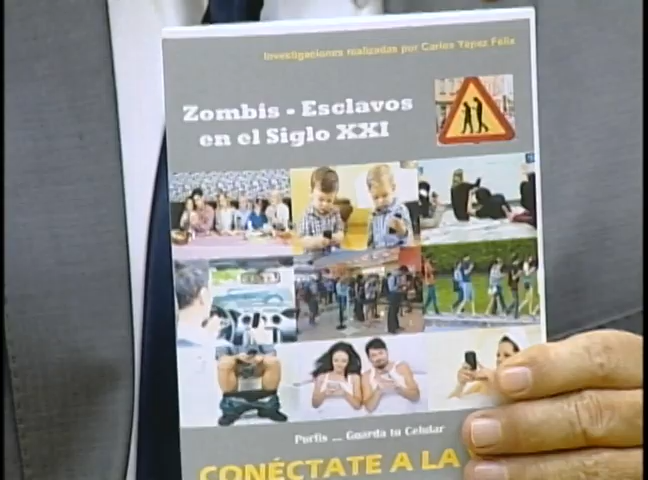 Investigaciones realizadas por Carlos Yépez Félix
Zombis - Esclavos
en el Siglo XXI
Porfis ... Guarda tu Celular
CONÉCTATE A LA